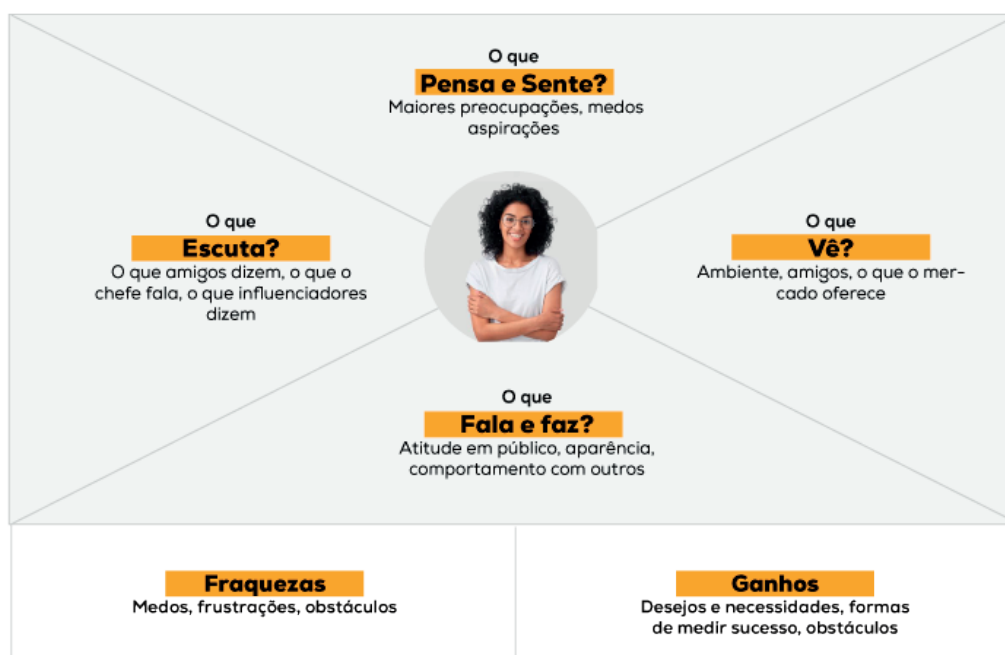 O que
Pensa e Sente?
Maiores preocupações, medos
aspirações
O que
Escuta?
O que amigos dizem, o que o
chefe fala, o que influenciadores
dizem
O que
Vê?
Ambiente, amigos, o que o mer-
cado oferece
O que
Fala e faz?
Atitude em público, aparência,
comportamento com outros
Fraquezas
Medos, frustrações, obstáculos
Ganhos
Desejos e necessidades, formas
de medir sucesso, obstáculos